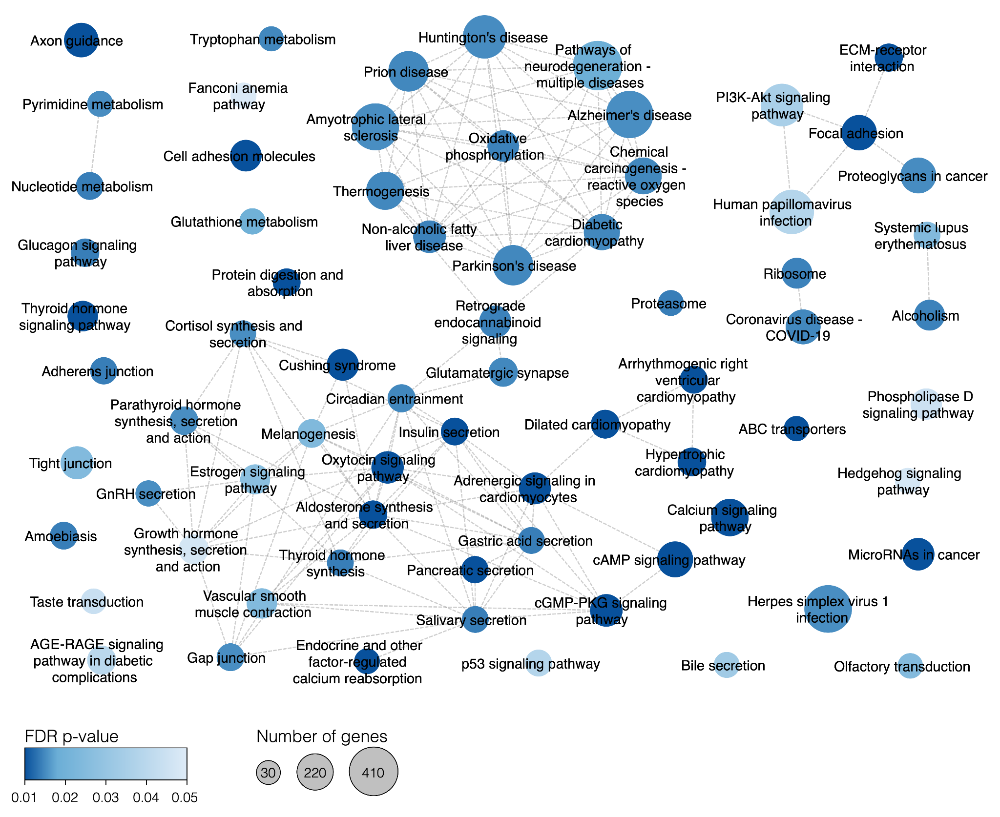 Axon guidance
Tryptophan metabolism
Huntington's disease
Pathways of
neurodegeneration -
multiple diseases
ECM-receptor
interaction
Prion disease
Fanconi anemia
pathway
Pyrimidine metabolism
PI3K-Akt signaling
pathway
Amyotrophic lateral
sclerosis
Alzheimer's disease
Focal adhesion
Oxidative
phosphorylation
Cell adhesion molecules
Chemical
carcinogenesis -
reactive oxygen
species
Proteoglycans in cancer
Nucleotide metabolism
Thermogenesis
Human papillomavirus
infection
Glutathione metabolism
Non-alcoholic fatty
liver disease
Diabetic
cardiomyopathy
Systemic lupus
erythematosus
Glucagon signaling
pathway
Parkinson's disease
Ribosome
Protein digestion and
absorption
Proteasome
Thyroid hormone
signaling pathway
Retrograde
endocannabinoid
signaling
Coronavirus disease -
COVID-19
Alcoholism
Cortisol synthesis and
secretion
Cushing syndrome
Adherens junction
Glutamatergic synapse
Arrhythmogenic right
ventricular
cardiomyopathy
Circadian entrainment
Phospholipase D
signaling pathway
Parathyroid hormone
synthesis, secretion
and action
Melanogenesis
Insulin secretion
Dilated cardiomyopathy
ABC transporters
Tight junction
Oxytocin signaling
pathway
Hypertrophic
cardiomyopathy
Estrogen signaling
pathway
Adrenergic signaling in
cardiomyocytes
Hedgehog signaling
pathway
GnRH secretion
Aldosterone synthesis
and secretion
Calcium signaling
pathway
Amoebiasis
Growth hormone
synthesis, secretion
and action
Gastric acid secretion
Thyroid hormone
synthesis
Pancreatic secretion
cAMP signaling pathway
MicroRNAs in cancer
Taste transduction
Vascular smooth
muscle contraction
Salivary secretion
cGMP-PKG signaling
pathway
Herpes simplex virus 1
infection
AGE-RAGE signaling
pathway in diabetic
complications
Gap junction
Endocrine and other
factor-regulated
calcium reabsorption
p53 signaling pathway
Bile secretion
Olfactory transduction
FDR p-value
0.01 0.02 0.03 0.04 0.05
Number of genes
30 220 410